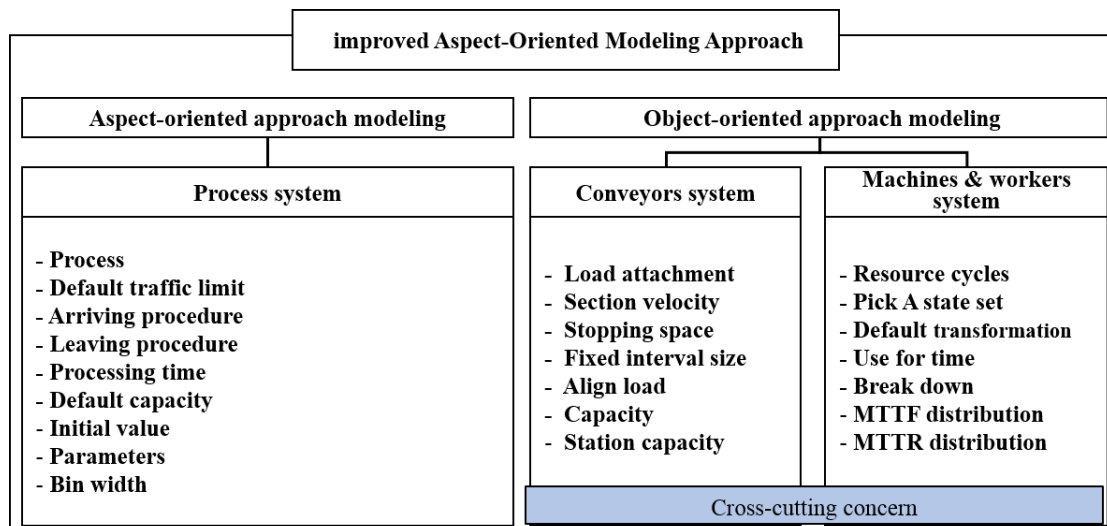 improved Aspect-Oriented Modeling Approach
Aspect-oriented approach modeling
Object-oriented approach modeling
Process system
- Process
- Default traffic limit
- Arriving procedure
- Leaving procedure
- Processing time
- Default capacity
- Initial value
- Parameters
- Bin width
Conveyors system
- Load attachment
- Section velocity
- Stopping space
- Fixed interval size
- Align load
- Capacity
- Station capacity
Machines & workers
system
- Resource cycles
- Pick A state set
- Default transformation
- Use for time
- Break down
- MTTF distribution
- MTTR distribution
Cross-cutting concern